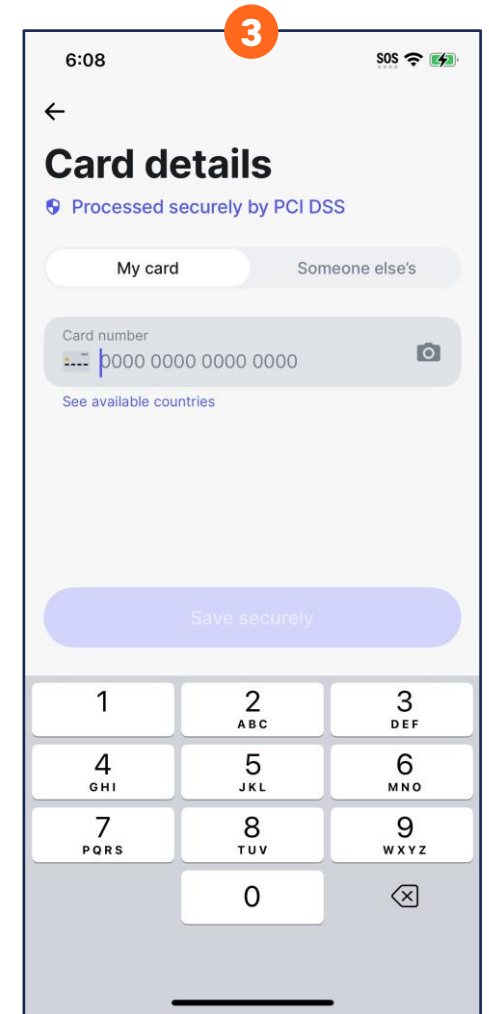 3
6:08 SOS
Card details
Processed securely by PCI DSS
My card Someone else's
Card number
0000 0000 0000 0000
See available countries
Save securely
1 2 3
ABC DEF
4 5 6
GHI JKL MNO
7 8 9
PQRS TUV WXYZ
0